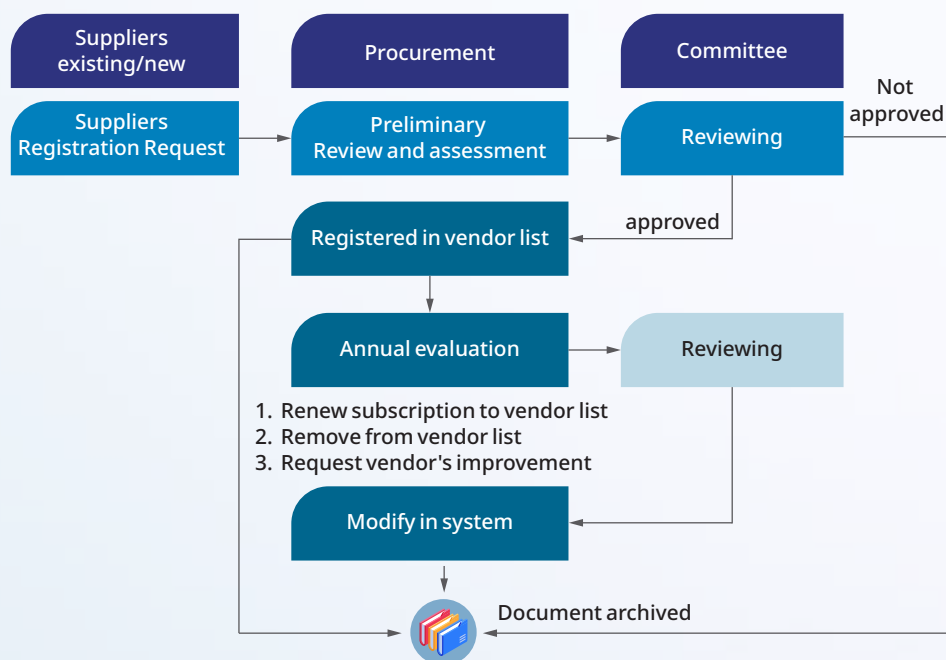 Suppliers
existing/new
Procurement
Committee
Not
approved
Suppliers
Registration Request
Preliminary
Review and assessment
Reviewing
approved
Registered in vendor list
Annual evaluation
Reviewing
1. Renew subscription to vendor list
2. Remove from vendor list
3. Request vendor's improvement
Modify in system
Document archived